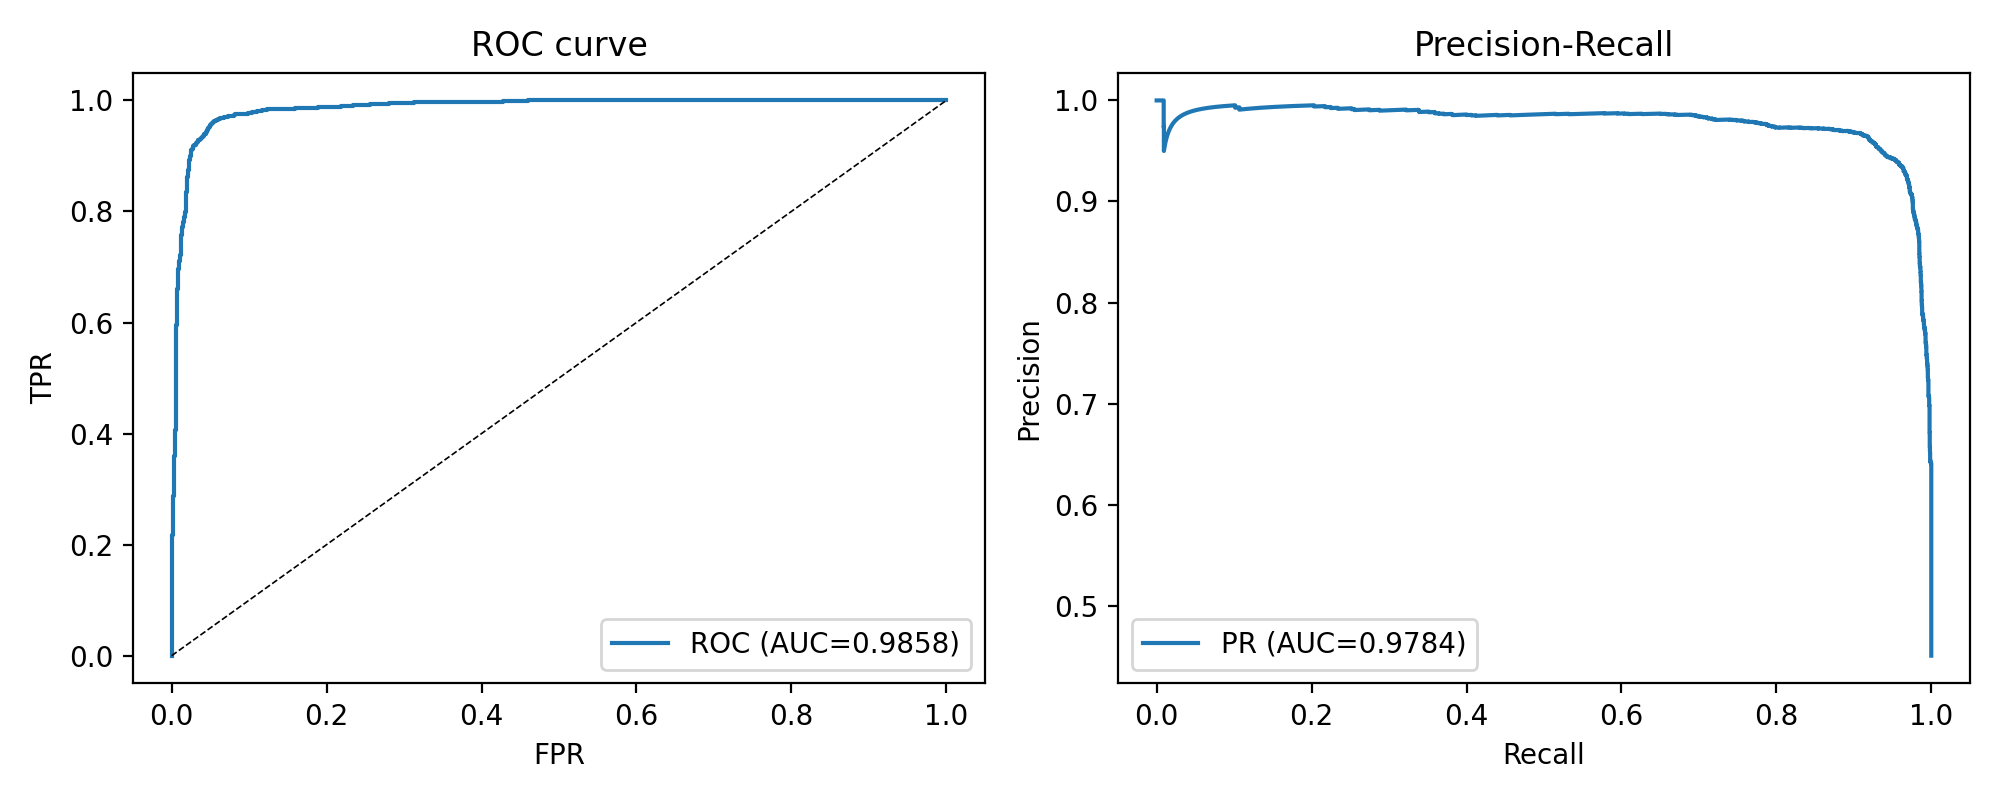 ROC curve
1.0
0.8
0.6
0.4
0.2
0.0
TPR
0.0 0.2 0.4 0.6 0.8 1.0
FPR
ROC (AUC=0.9858)
Precision-Recall
1.0
0.9
0.8
0.7
0.6
0.5
Precision
0.0 0.2 0.4 0.6 0.8 1.0
Recall
PR (AUC=0.9784)